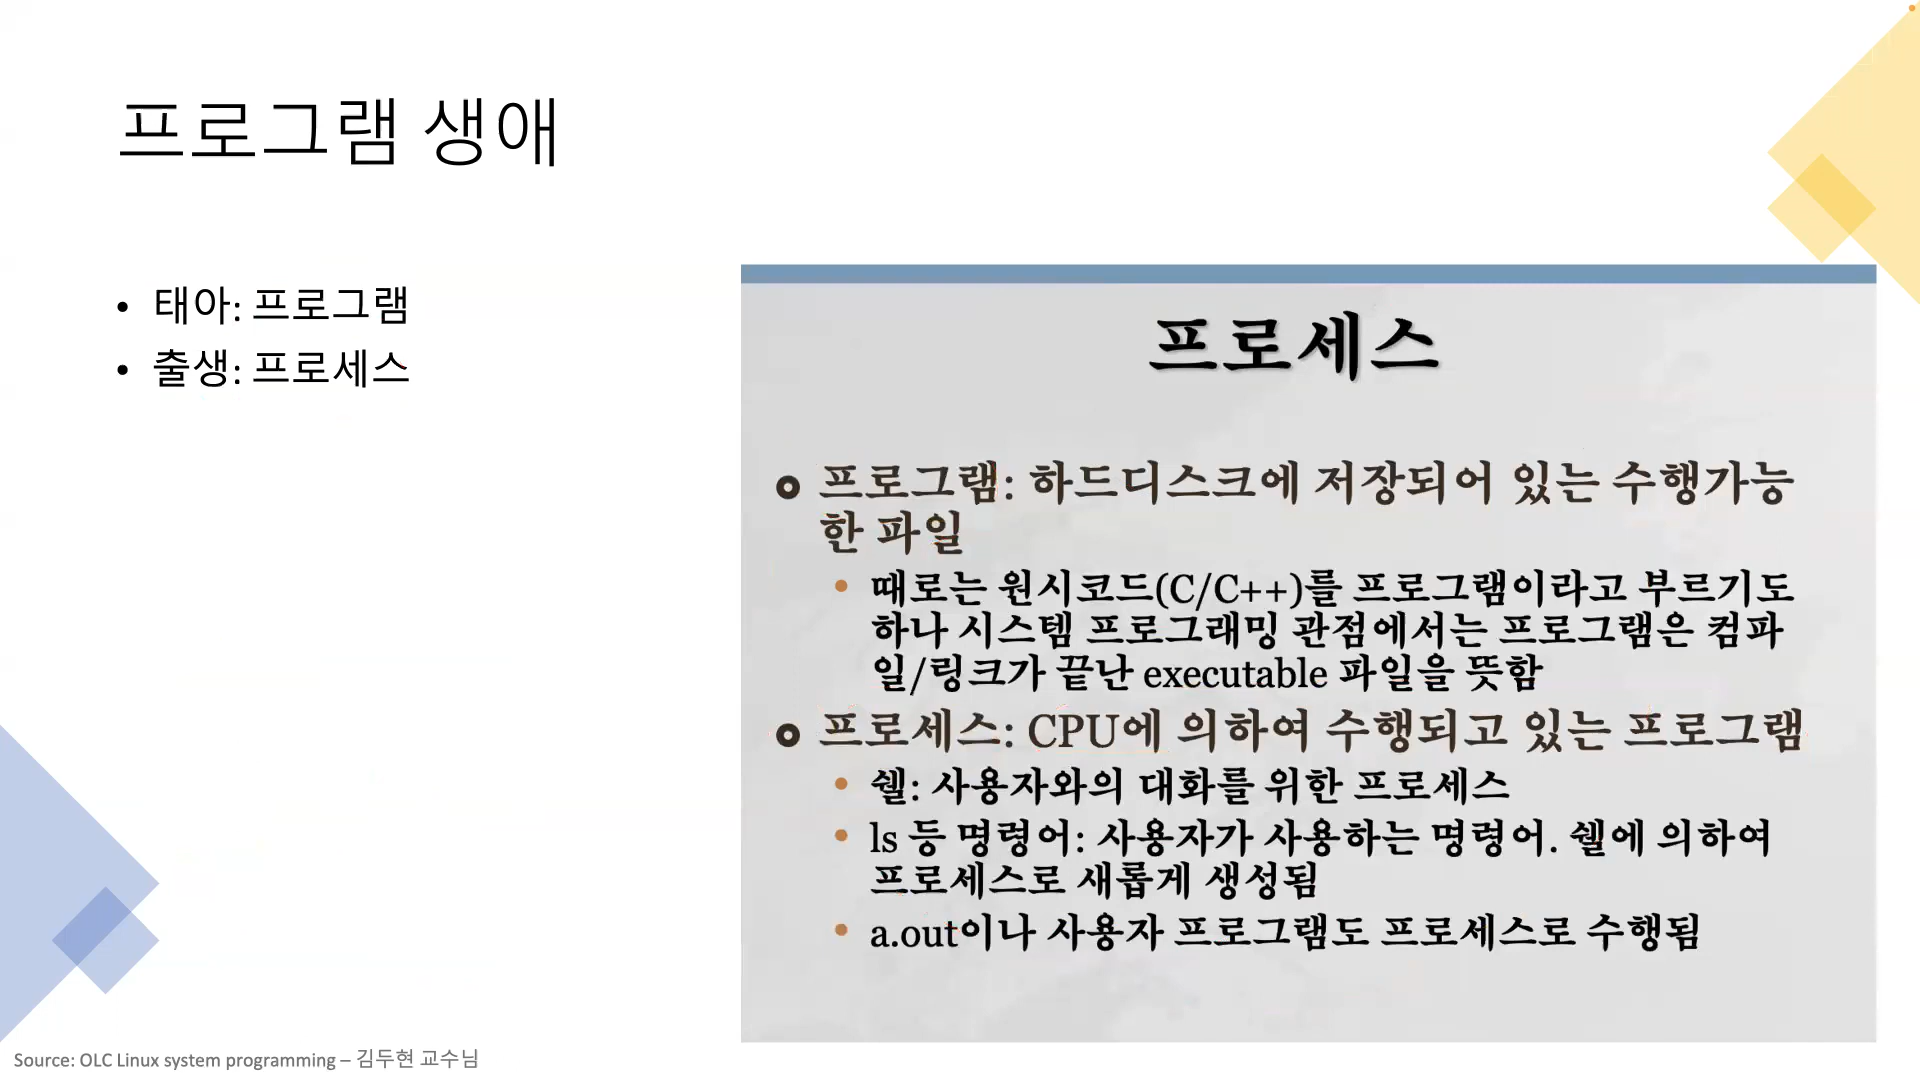 프로그램 생애
• 태아: 프로그램
• 출생: 프로세스
프로세스
프로그램: 하드디스크에 저장되어 있는 수행가능
한 파일
• 때로는 원시코드(C/C++)를 프로그램이라고 부르기도
하나 시스템 프로그래밍 관점에서는 프로그램은 컴파
일/링크가 끝난 executable 파일을 뜻함
프로세스: CPU에 의하여 수행되고 있는 프로그램
• 쉘: 사용자와의 대화를 위한 프로세스
• ls 등 명령어: 사용자가 사용하는 명령어. 쉘에 의하여
프로세스로 새롭게 생성됨
• a.out이나 사용자 프로그램도 프로세스로 수행됨
Source: OLC Linux system programming – 김두현 교수님